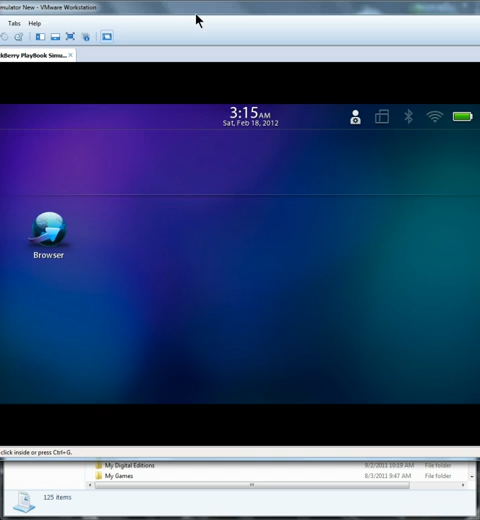 mulator New - VMware Workstation
Tabs Help
kBerry PlayBook Simu... ×
3:15AM
Sat, Feb 18, 2012
Browser
click inside or press Ctrl+G.
My Digital Editions 9/2/2011 10:19 AM File folder
My Games 8/3/2011 9:47 AM File folder
125 items